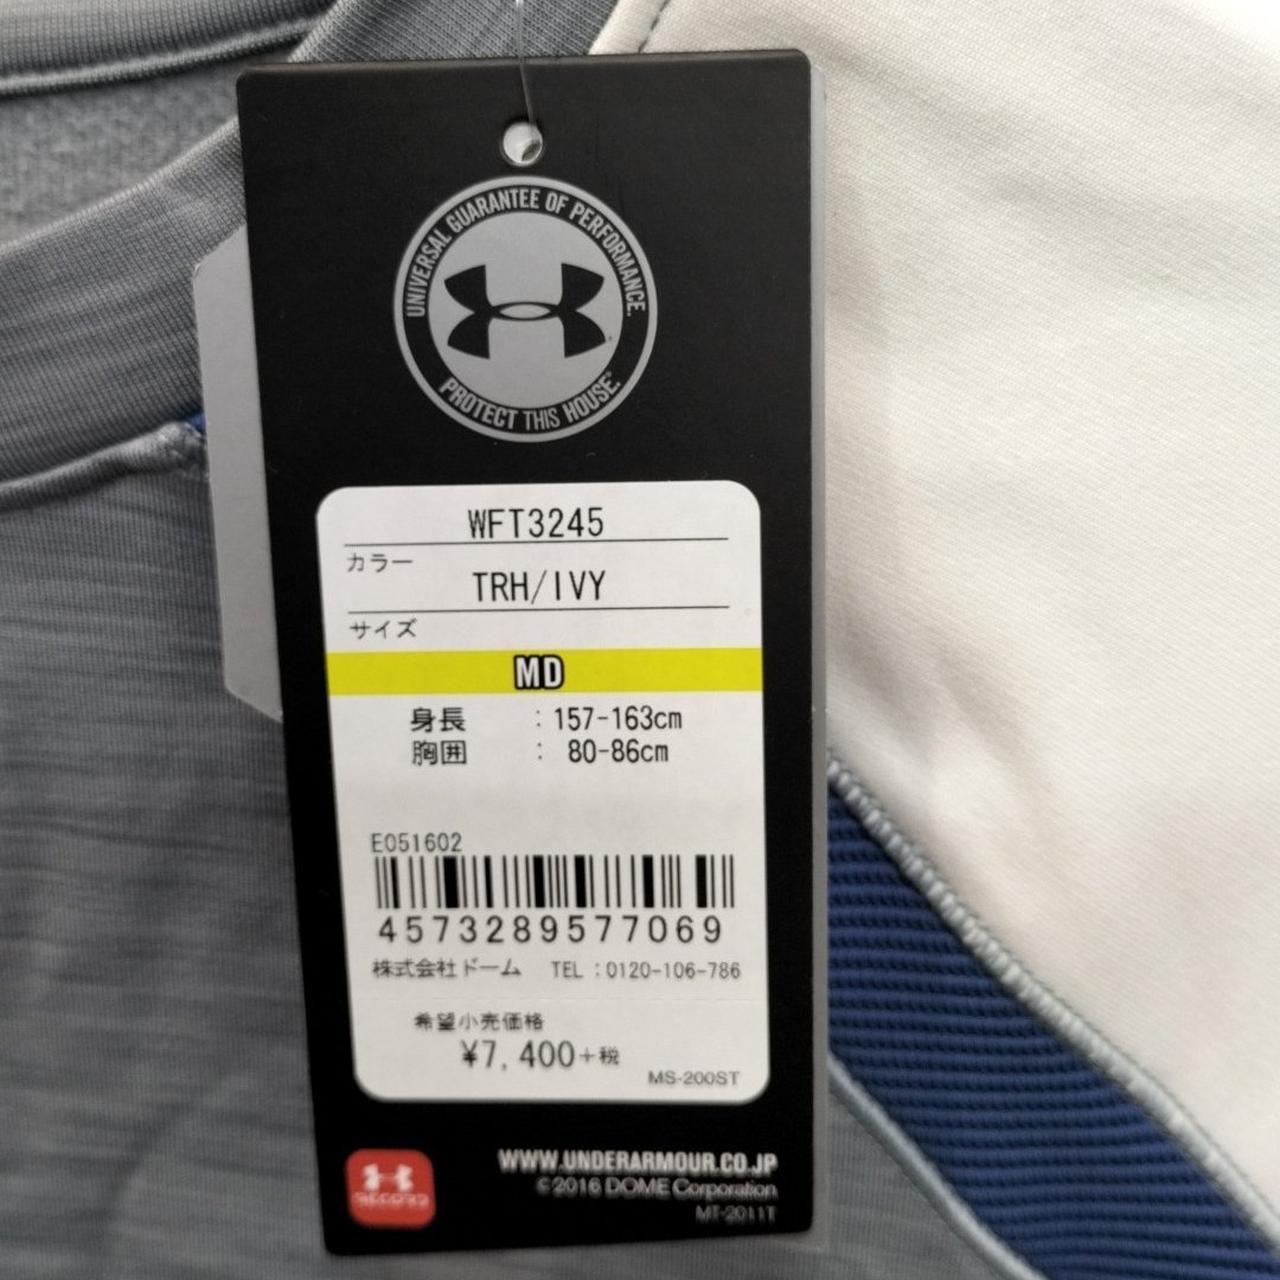 UNIVERSAL GUARANTEE OF PERFORMANCE.
PROTECT THIS HOUSE.®
WFT3245
カラー
TRH/IVY
サイズ
MD
身長 : 157-163cm
胸囲 : 80-86cm
E051602
4573289577069
株式会社ドーム TEL:0120-106-786
希望小売価格
¥7,400+税
MS-200ST
WWW.UNDERARMOUR.CO.JP
©2016 DOME Corporation
MT-2011T
RECORD